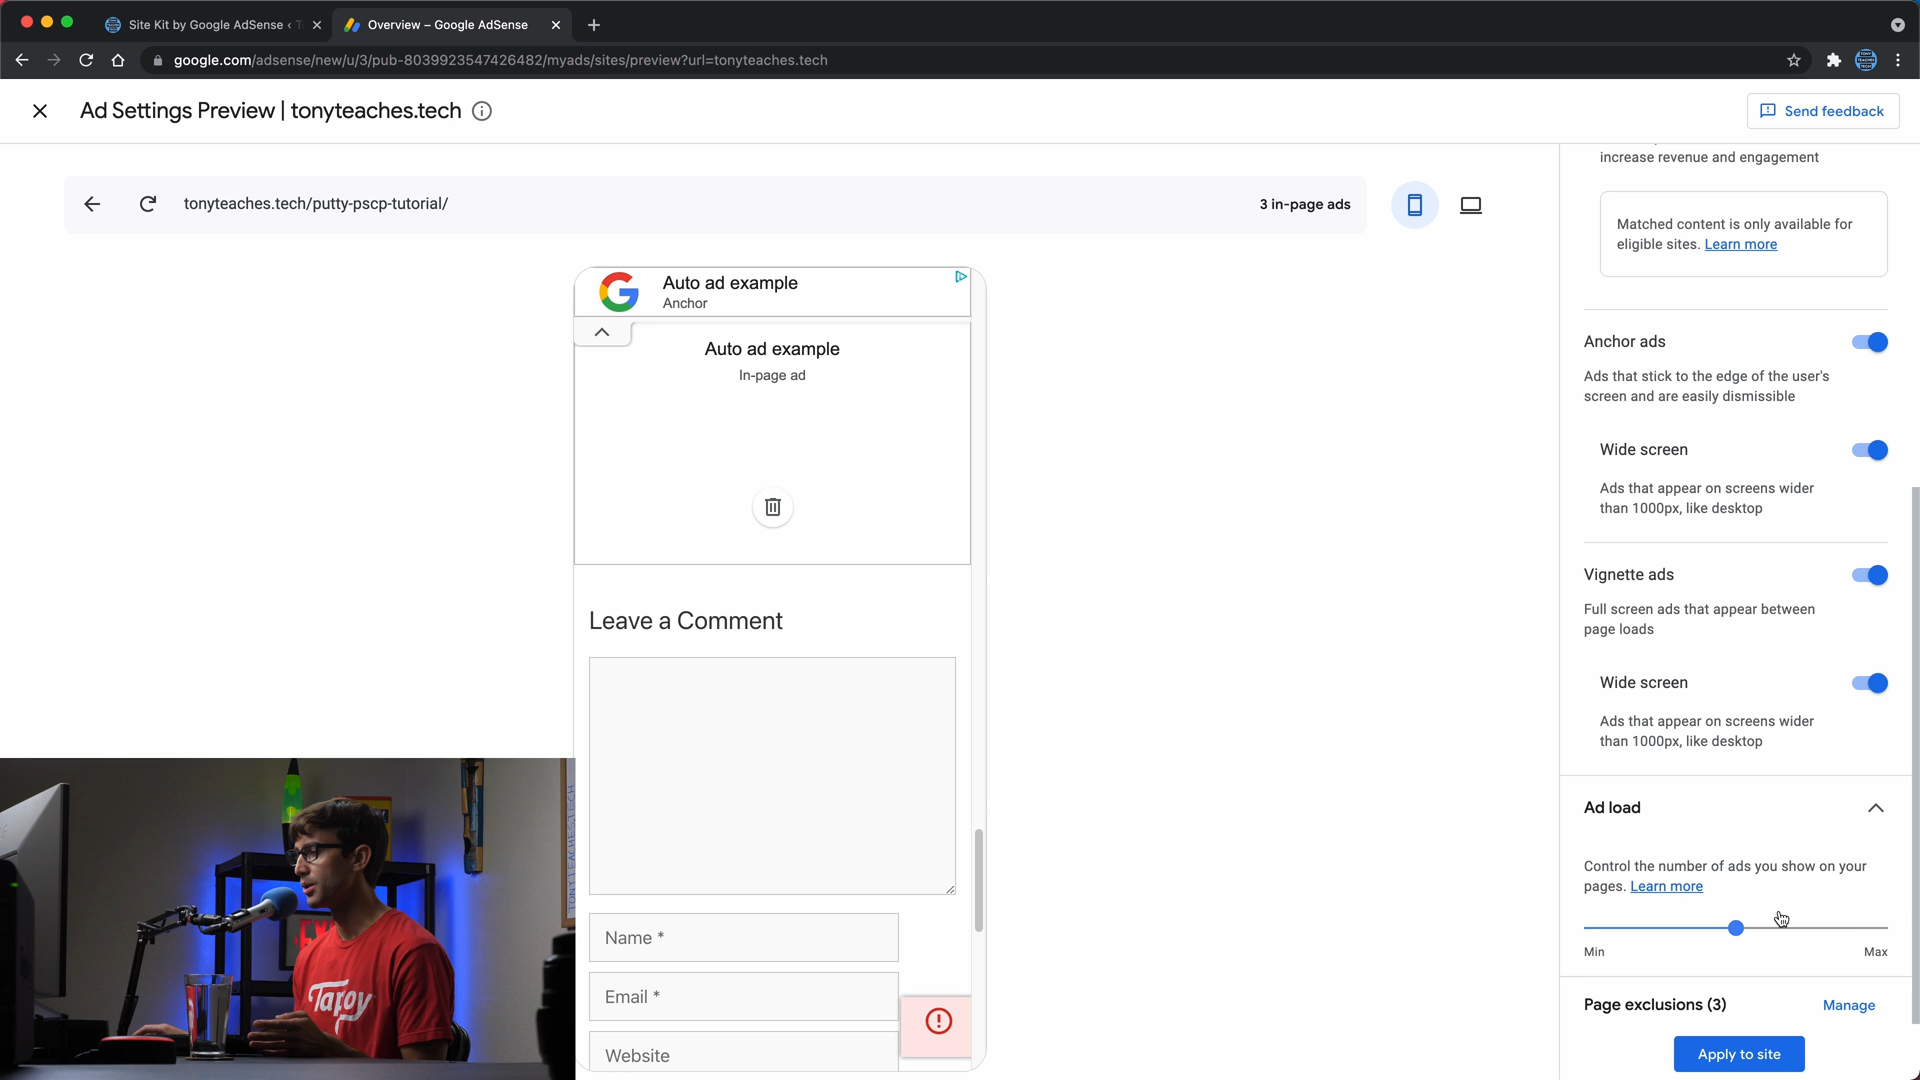 Site Kit by Google AdSense ‹ T
Overview – Google AdSense
google.com/adsense/new/u/3/pub-8039923547426482/myads/sites/preview?url=tonyteaches.tech
Ad Settings Preview | tonyteaches.tech
Send feedback
tonyteaches.tech/putty-pscp-tutorial/
3 in-page ads
Auto ad example
Anchor
Auto ad example
In-page ad
Leave a Comment
Name *
Email *
Website
increase revenue and engagement
Matched content is only available for
eligible sites. Learn more
Anchor ads
Ads that stick to the edge of the user's
screen and are easily dismissible
Wide screen
Ads that appear on screens wider
than 1000px, like desktop
Vignette ads
Full screen ads that appear between
page loads
Wide screen
Ads that appear on screens wider
than 1000px, like desktop
Ad load
Control the number of ads you show on your
pages. Learn more
Min
Max
Page exclusions (3)
Manage
Apply to site
TONYTEACHES.TECH